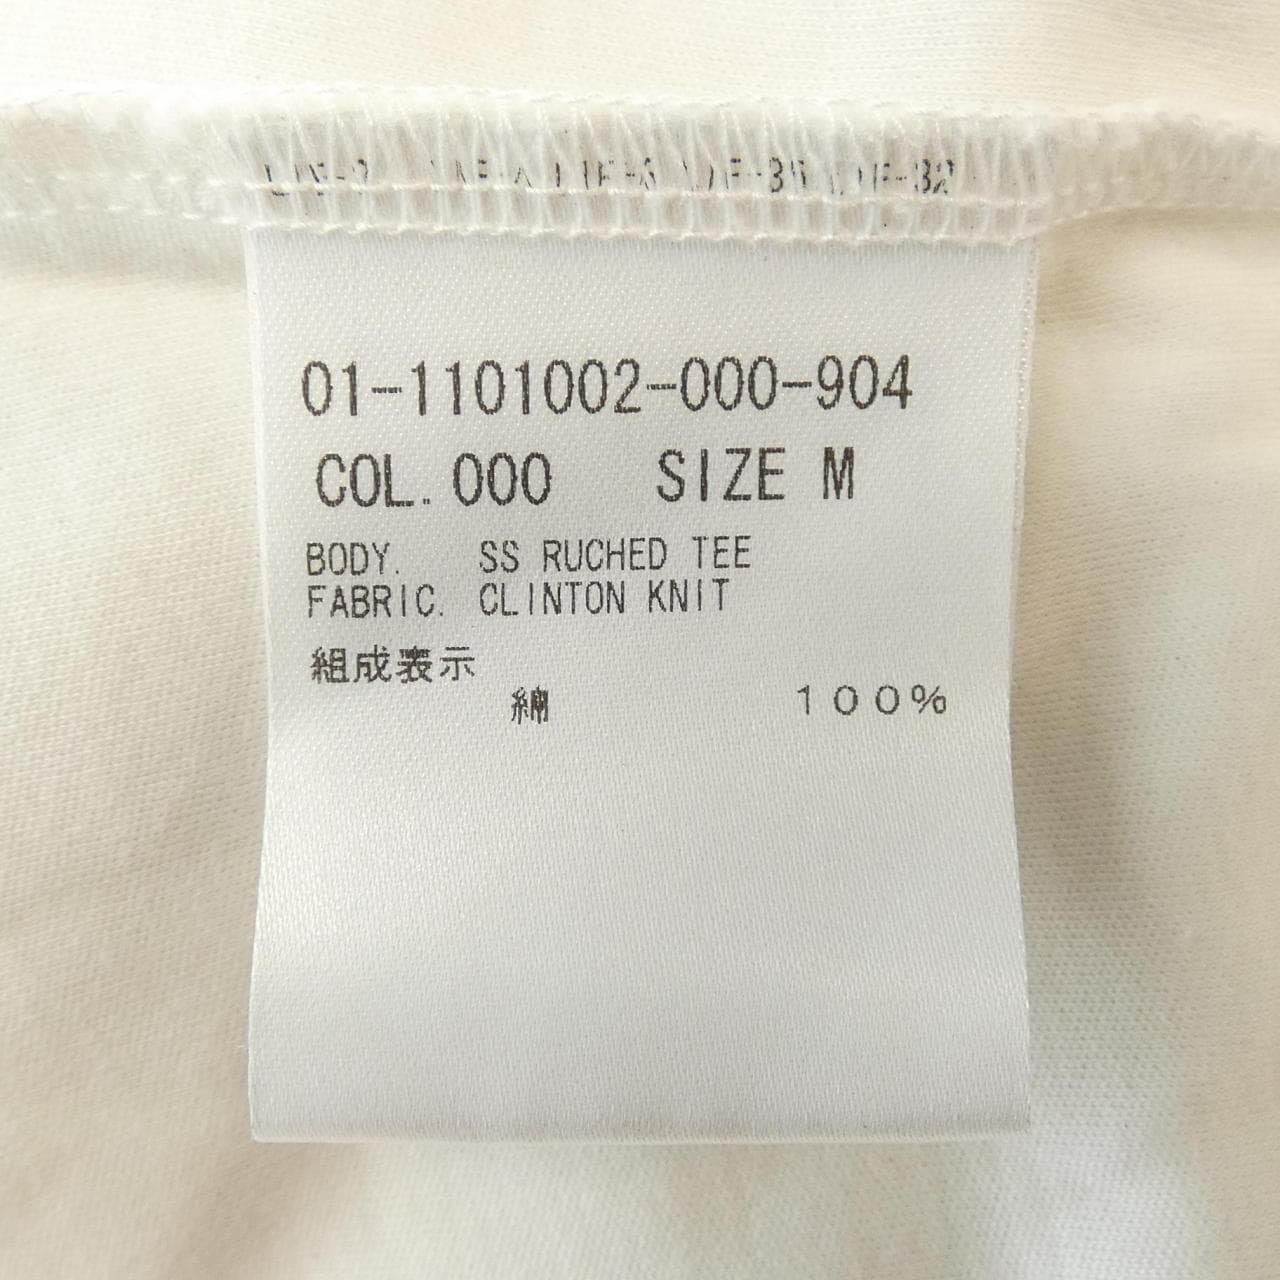 01-1101002-000-904
COL. 000 SIZE M
BODY. SS RUCHED TEE
FABRIC. CLINTON KNIT
組成表示
綿 100%